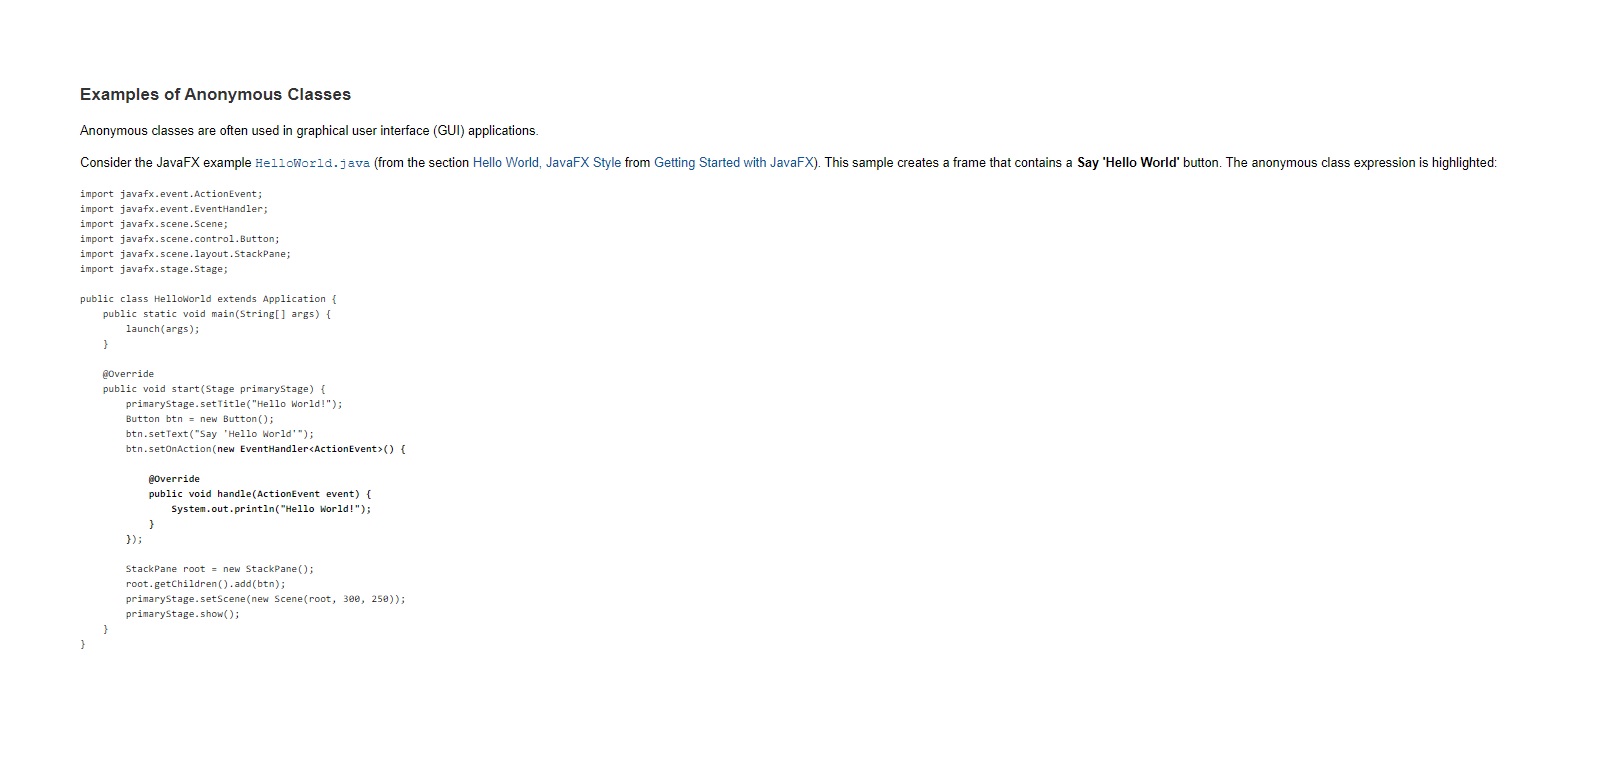 Examples of Anonymous Classes
Anonymous classes are often used in graphical user interface (GUI) applications.
Consider the JavaFX example HelloWorld.java (from the section Hello World, JavaFX Style from Getting Started with JavaFX). This sample creates a frame that contains a Say 'Hello World' button. The anonymous class expression is highlighted:
import javafx.event.ActionEvent;
import javafx.event.EventHandler;
import javafx.scene.Scene;
import javafx.scene.control.Button;
import javafx.scene.layout.StackPane;
import javafx.stage.Stage;

public class HelloWorld extends Application {
    public static void main(String[] args) {
        launch(args);
    }

    @Override
    public void start(Stage primaryStage) {
        primaryStage.setTitle("Hello World!");
        Button btn = new Button();
        btn.setText("Say 'Hello World'");
        btn.setOnAction(new EventHandler<ActionEvent>() {

            @Override
            public void handle(ActionEvent event) {
                System.out.println("Hello World!");
            }
        });

        StackPane root = new StackPane();
        root.getChildren().add(btn);
        primaryStage.setScene(new Scene(root, 300, 250));
        primaryStage.show();
    }
}